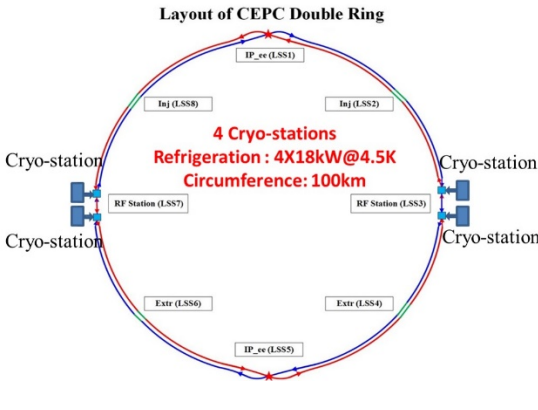 Layout of CEPC Double Ring
IP_ee (LSS1)
Inj (LSS8)
Inj (LSS2)
4 Cryo-stations
Refrigeration : 4X18kW@4.5K
Circumference: 100km
Cryo-station
Cryo-station
RF Station (LSS7)
RF Station (LSS3)
Cryo-station
Cryo-station
Extr (LSS6)
Extr (LSS4)
IP_ee (LSS5)